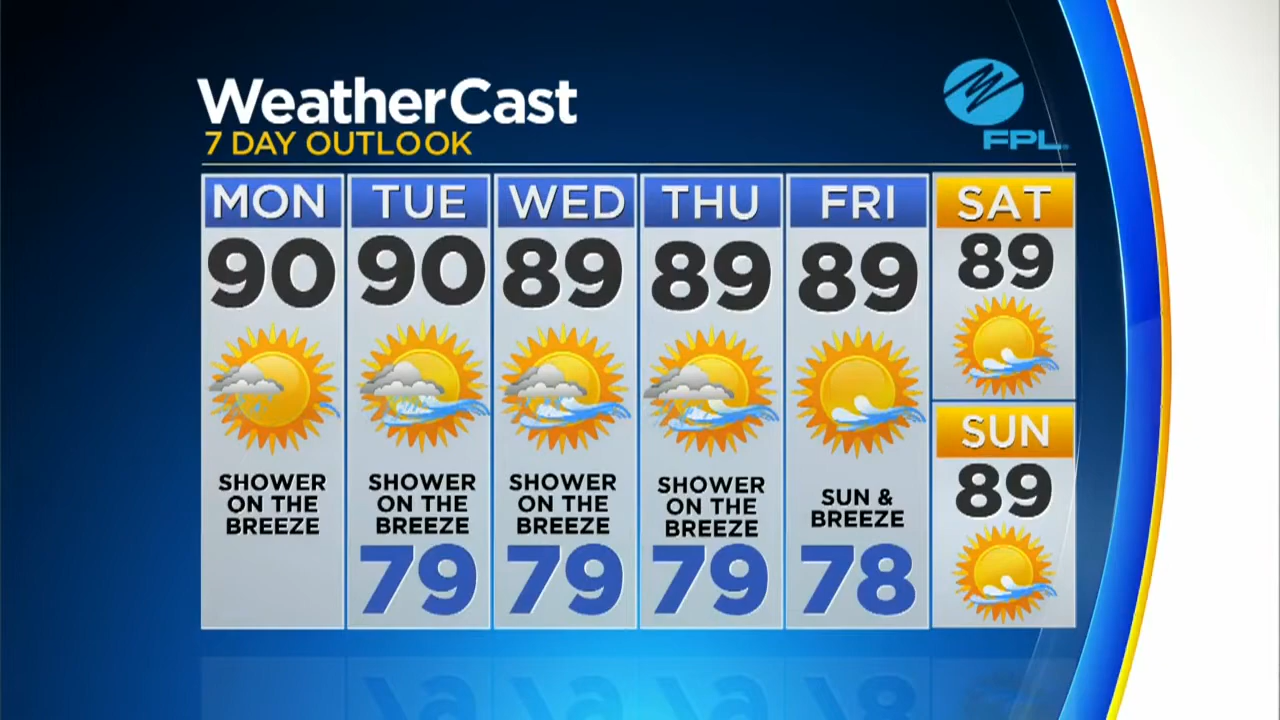 WeatherCast
7 DAY OUTLOOK
FPL
MON
90
SHOWER
ON THE
BREEZE
TUE
90
SHOWER
ON THE
BREEZE
79
WED
89
SHOWER
ON THE
BREEZE
79
THU
89
SHOWER
ON THE
BREEZE
79
FRI
89
SUN &
BREEZE
78
SAT
89
SUN
89